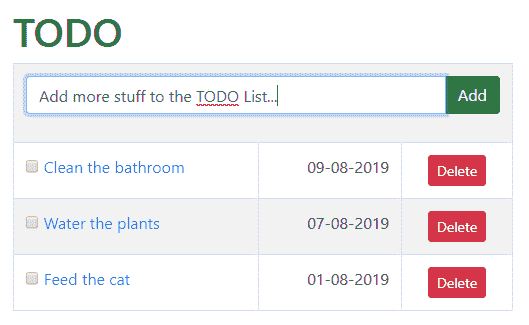 TODO
Add more stuff to the TODO List... Add
Clean the bathroom 09-08-2019 Delete
Water the plants 07-08-2019 Delete
Feed the cat 01-08-2019 Delete